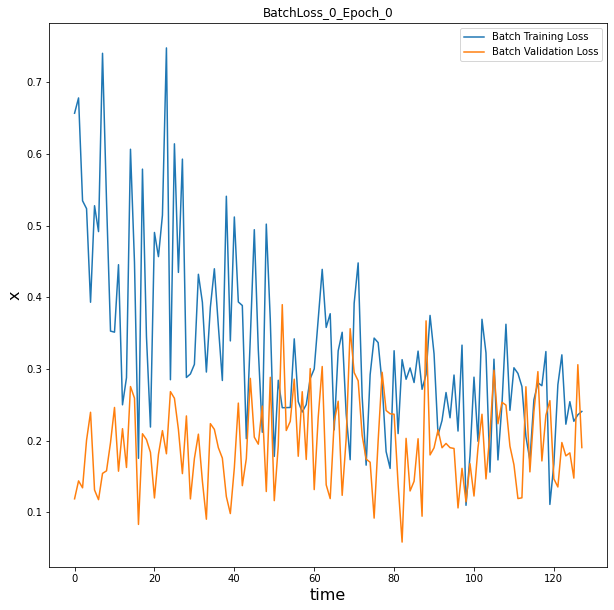 BatchLoss_0_Epoch_0
Batch Training Loss
Batch Validation Loss
0.7
0.6
0.5
0.4
0.3
0.2
0.1
x
0 20 40 60 80 100 120
time